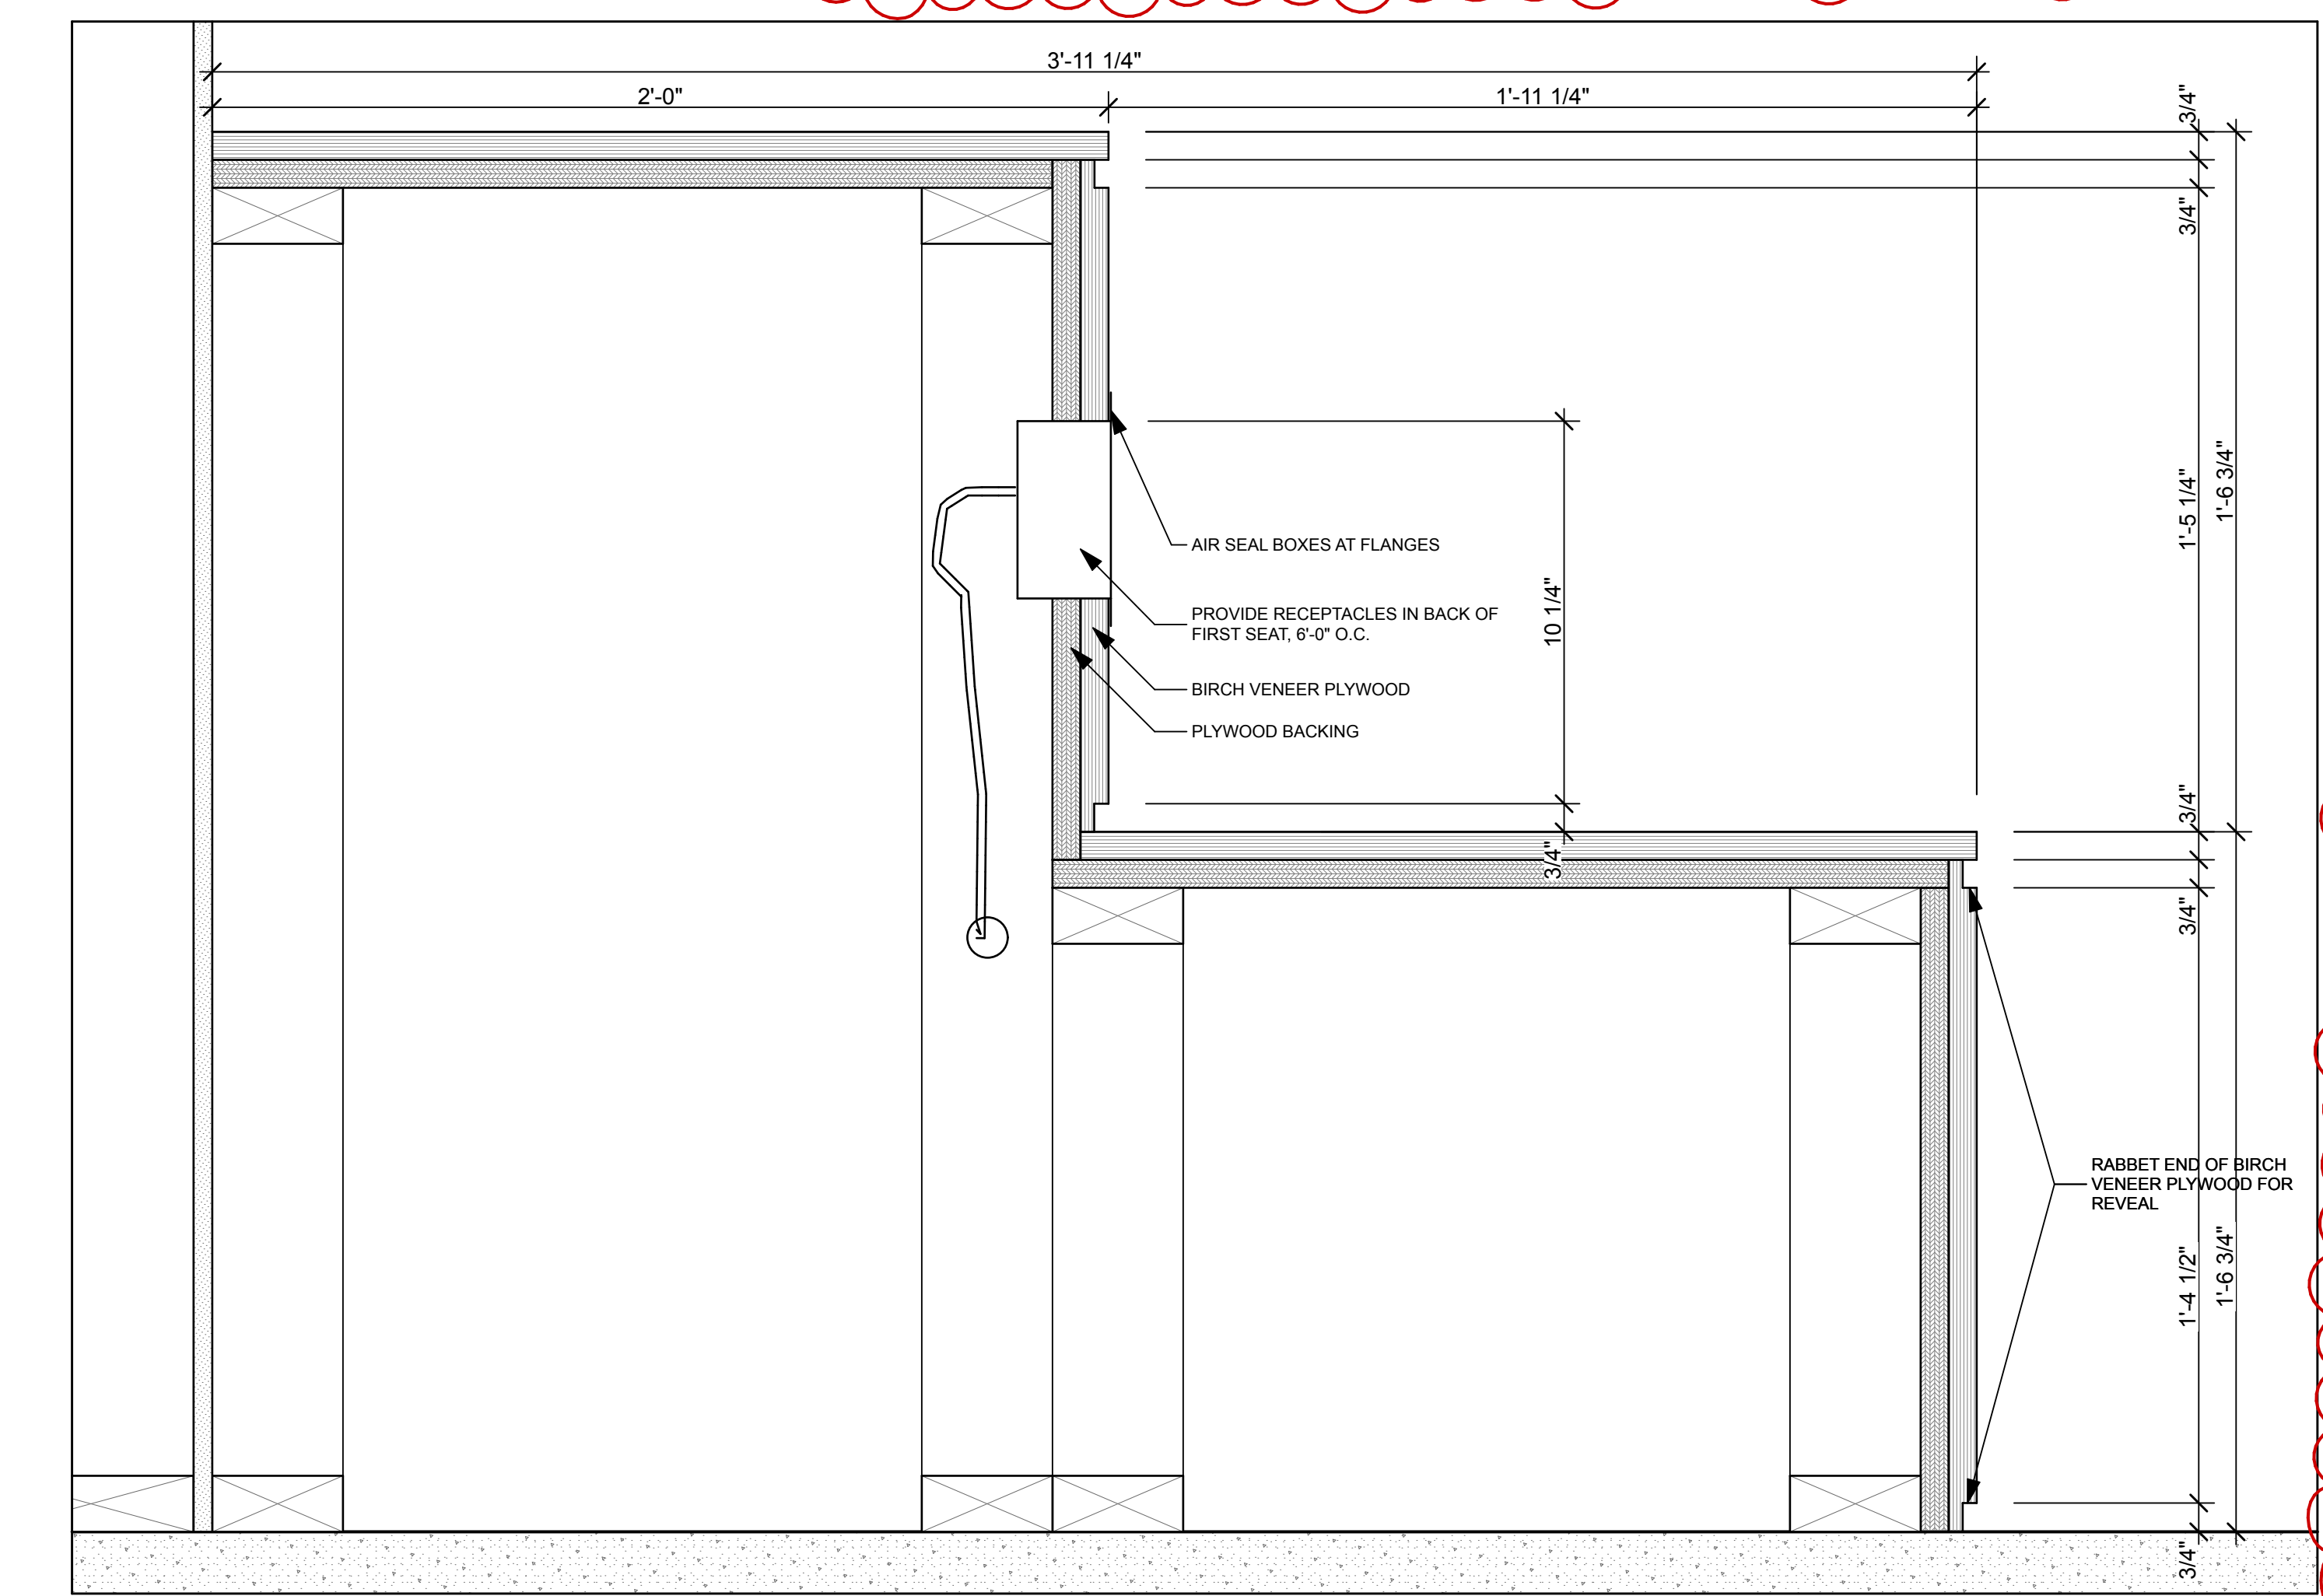 3'-11 1/4"
2'-0"
1'-11 1/4"
3/4"
3/4"
1'-5 1/4"
1'-6 3/4"
AIR SEAL BOXES AT FLANGES
PROVIDE RECEPTACLES IN BACK OF
FIRST SEAT, 6'-0" O.C.
10 1/4"
BIRCH VENEER PLYWOOD
PLYWOOD BACKING
3/4"
3/4"
3/4"
RABBET END OF BIRCH
VENEER PLYWOOD FOR
REVEAL
1'-4 1/2"
1'-6 3/4"
3/4"